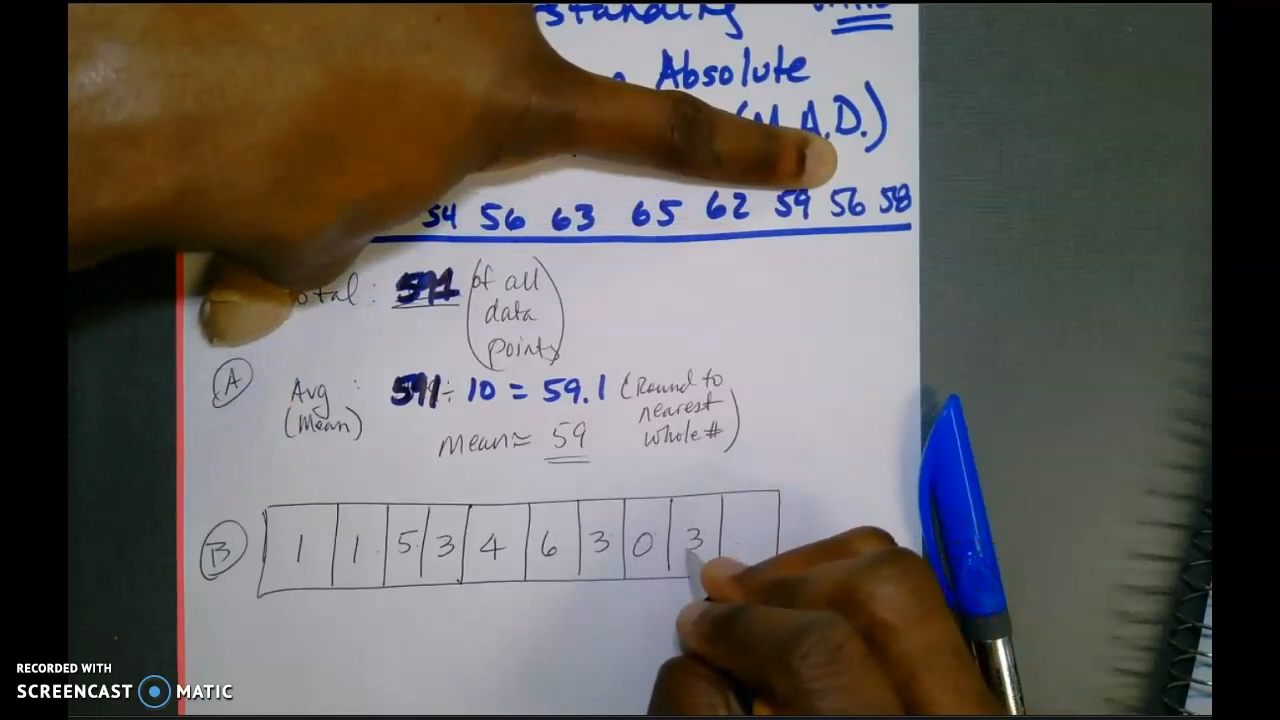 standing
Absolute
(M.A.D.)
54 56 63 65 62 59 56 58
Total : 591 (of all
data
points)
A
Avg : 591 ÷ 10 = 59.1 (Round to
(Mean)
nearest
whole #)
Mean ≈ 59
B
1 1 5 3 4 6 3 0 3
RECORDED WITH
SCREENCAST MATIC